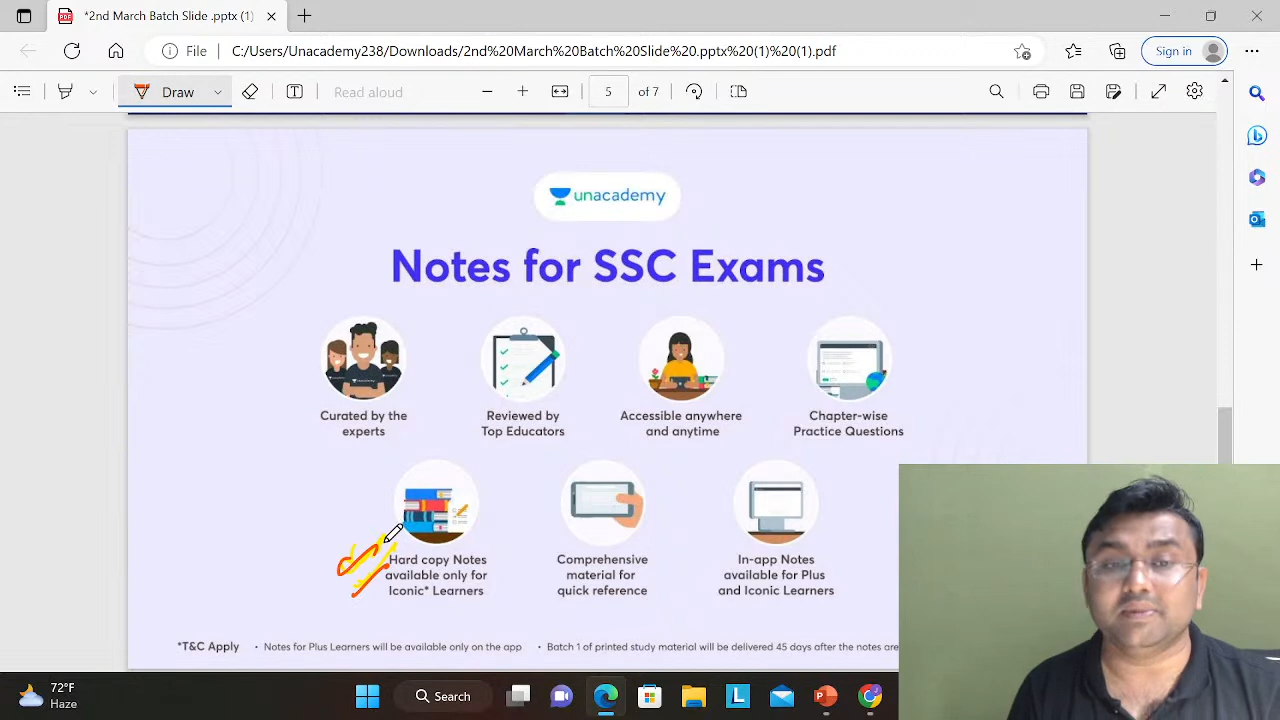 *2nd March Batch Slide.pptx (1)
File
C:/Users/Unacademy238/Downloads/2nd%20March%20Batch%20Slide%20.pptx%20(1)%20(1).pdf
Sign in
Draw
Read aloud
5
of 7
unacademy
Notes for SSC Exams
Curated by the
experts
Reviewed by
Top Educators
Accessible anywhere
and anytime
Chapter-wise
Practice Questions
Hard copy Notes
available only for
Iconic* Learners
Comprehensive
material for
quick reference
In-app Notes
available for Plus
and Iconic Learners
*T&C Apply • Notes for Plus Learners will be available only on the app • Batch 1 of printed study material will be delivered 45 days after the notes are
72°F
Haze
Search